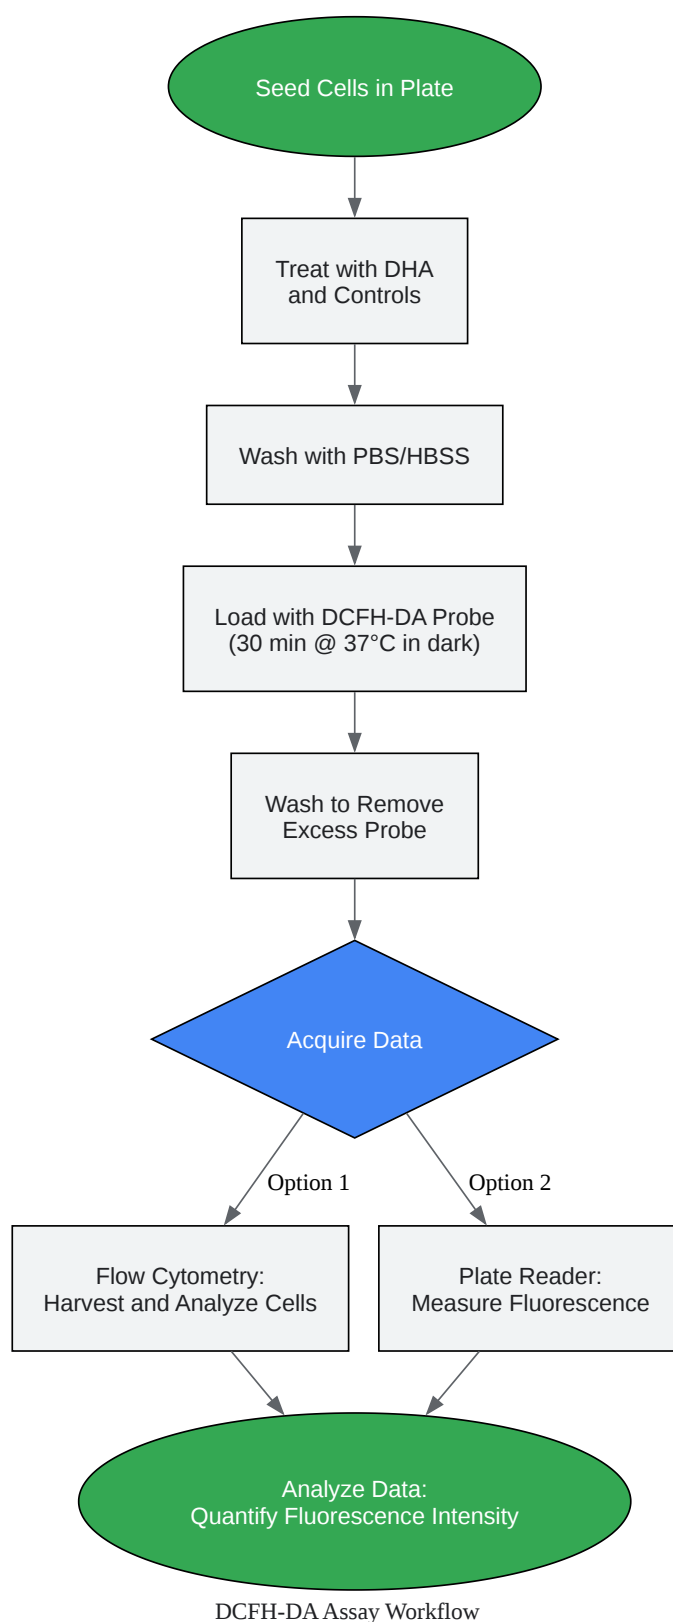 Seed Cells in Plate
Treat with DHA
and Controls
Wash with PBS/HBSS
Load with DCFH-DA Probe
(30 min @ 37°C in dark)
Wash to Remove
Excess Probe
Acquire Data
Option 1
Option 2
Flow Cytometry:
Harvest and Analyze Cells
Plate Reader:
Measure Fluorescence
Analyze Data:
Quantify Fluorescence Intensity
DCFH-DA Assay Workflow